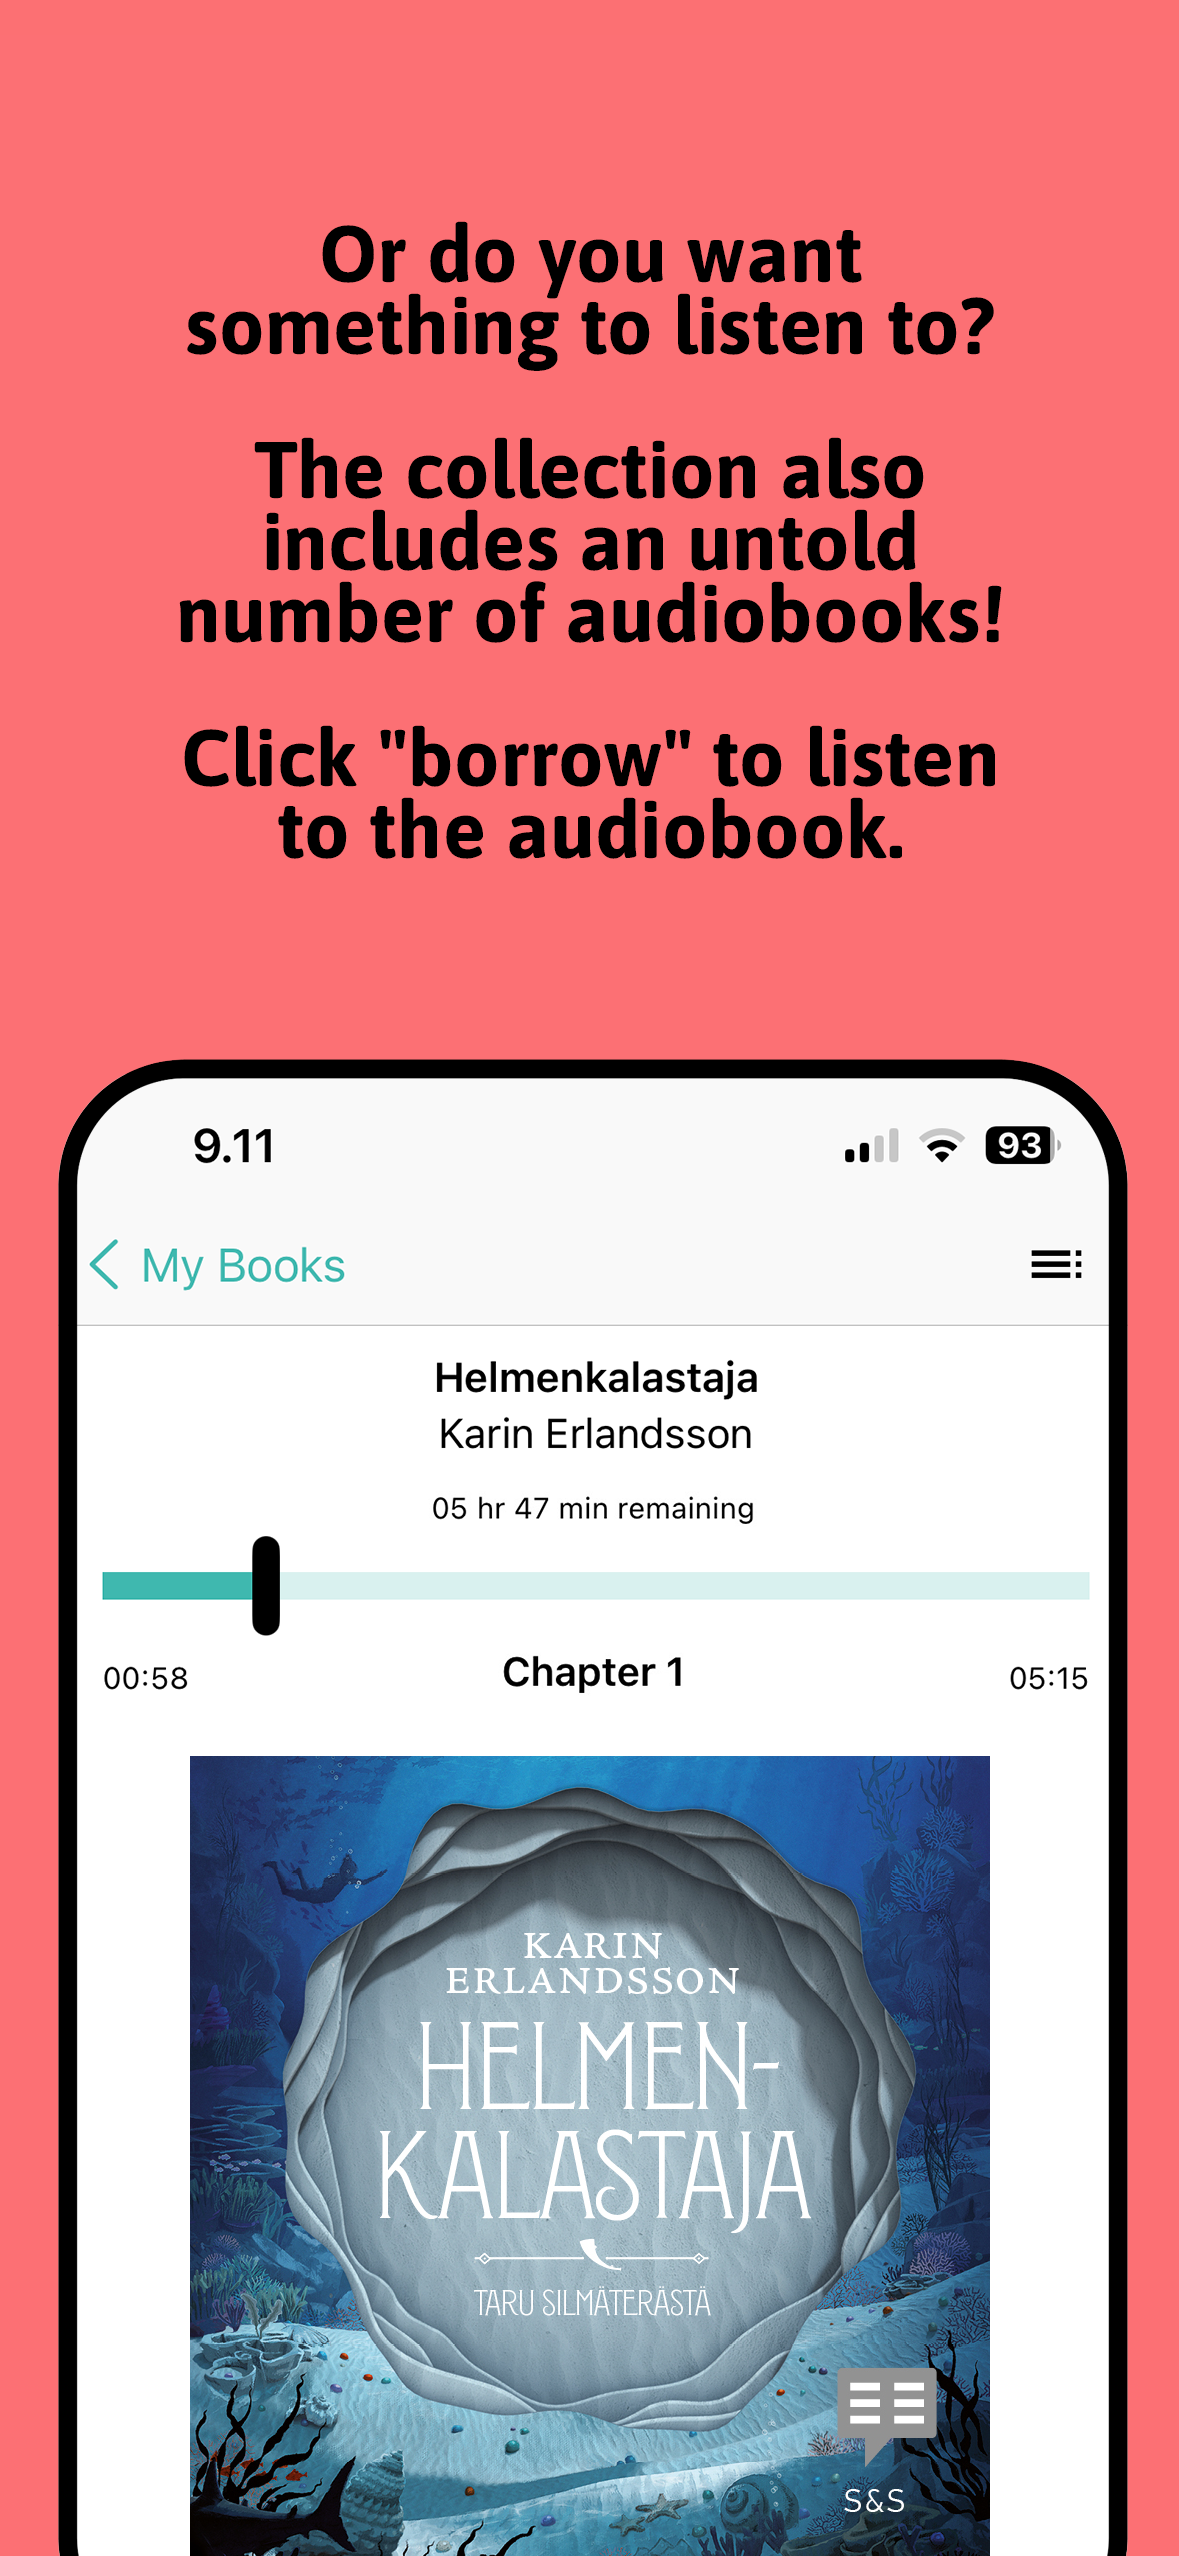 Or do you want
something to listen to?
The collection also
includes an untold
number of audiobooks!
Click "borrow" to listen
to the audiobook.
9.11
93
My Books
Helmenkalastaja
Karin Erlandsson
05 hr 47 min remaining
00:58
Chapter 1
05:15
KARIN
ERLANDSSON
HELMEN-
KALASTAJA
TARU SILMÄTERÄSTÄ
S&S